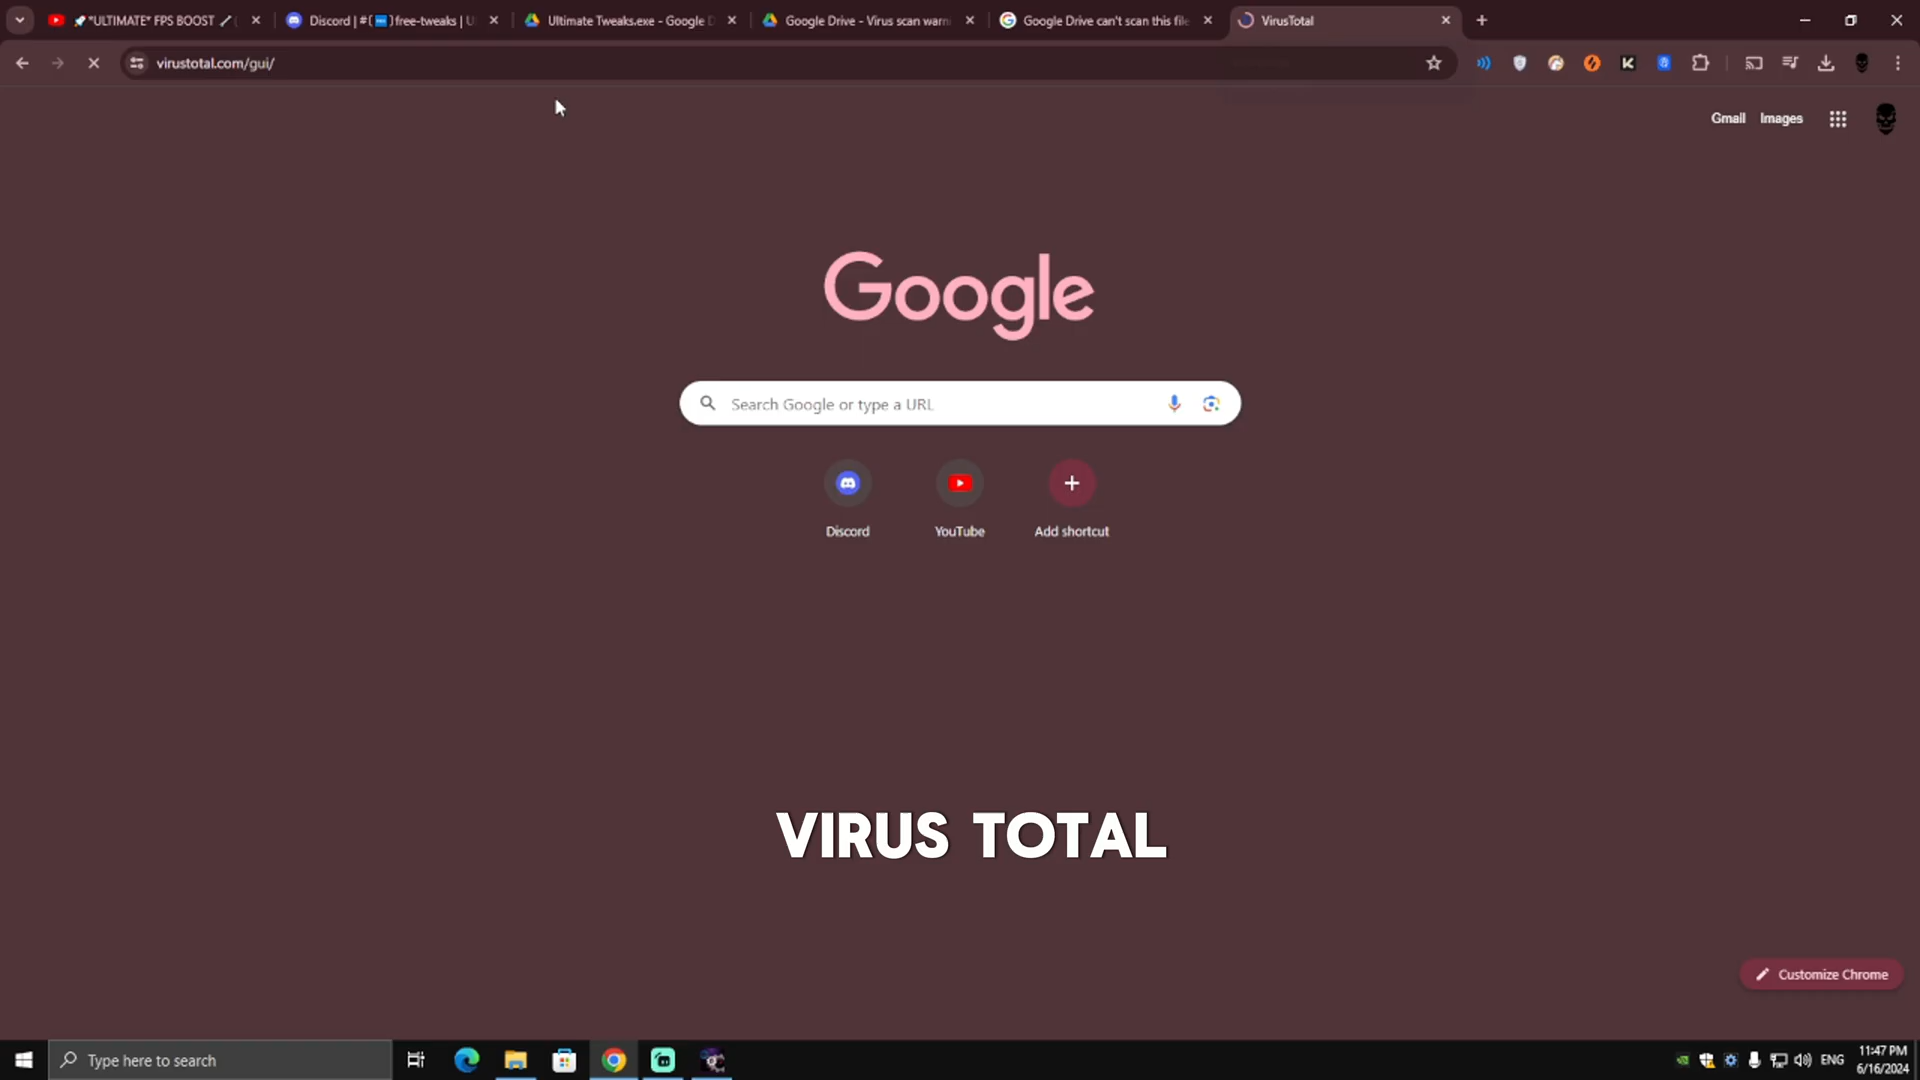 *ULTIMATE* FPS BOOST
Discord | #( )free-tweaks | U
Ultimate Tweaks.exe - Google D
Google Drive - Virus scan warn
Google Drive can't scan this file
VirusTotal
virustotal.com/gui/
Gmail
Images
Google
Search Google or type a URL
Discord
YouTube
Add shortcut
VIRUS TOTAL
Customize Chrome
Type here to search
ENG
11:47 PM
6/16/2024